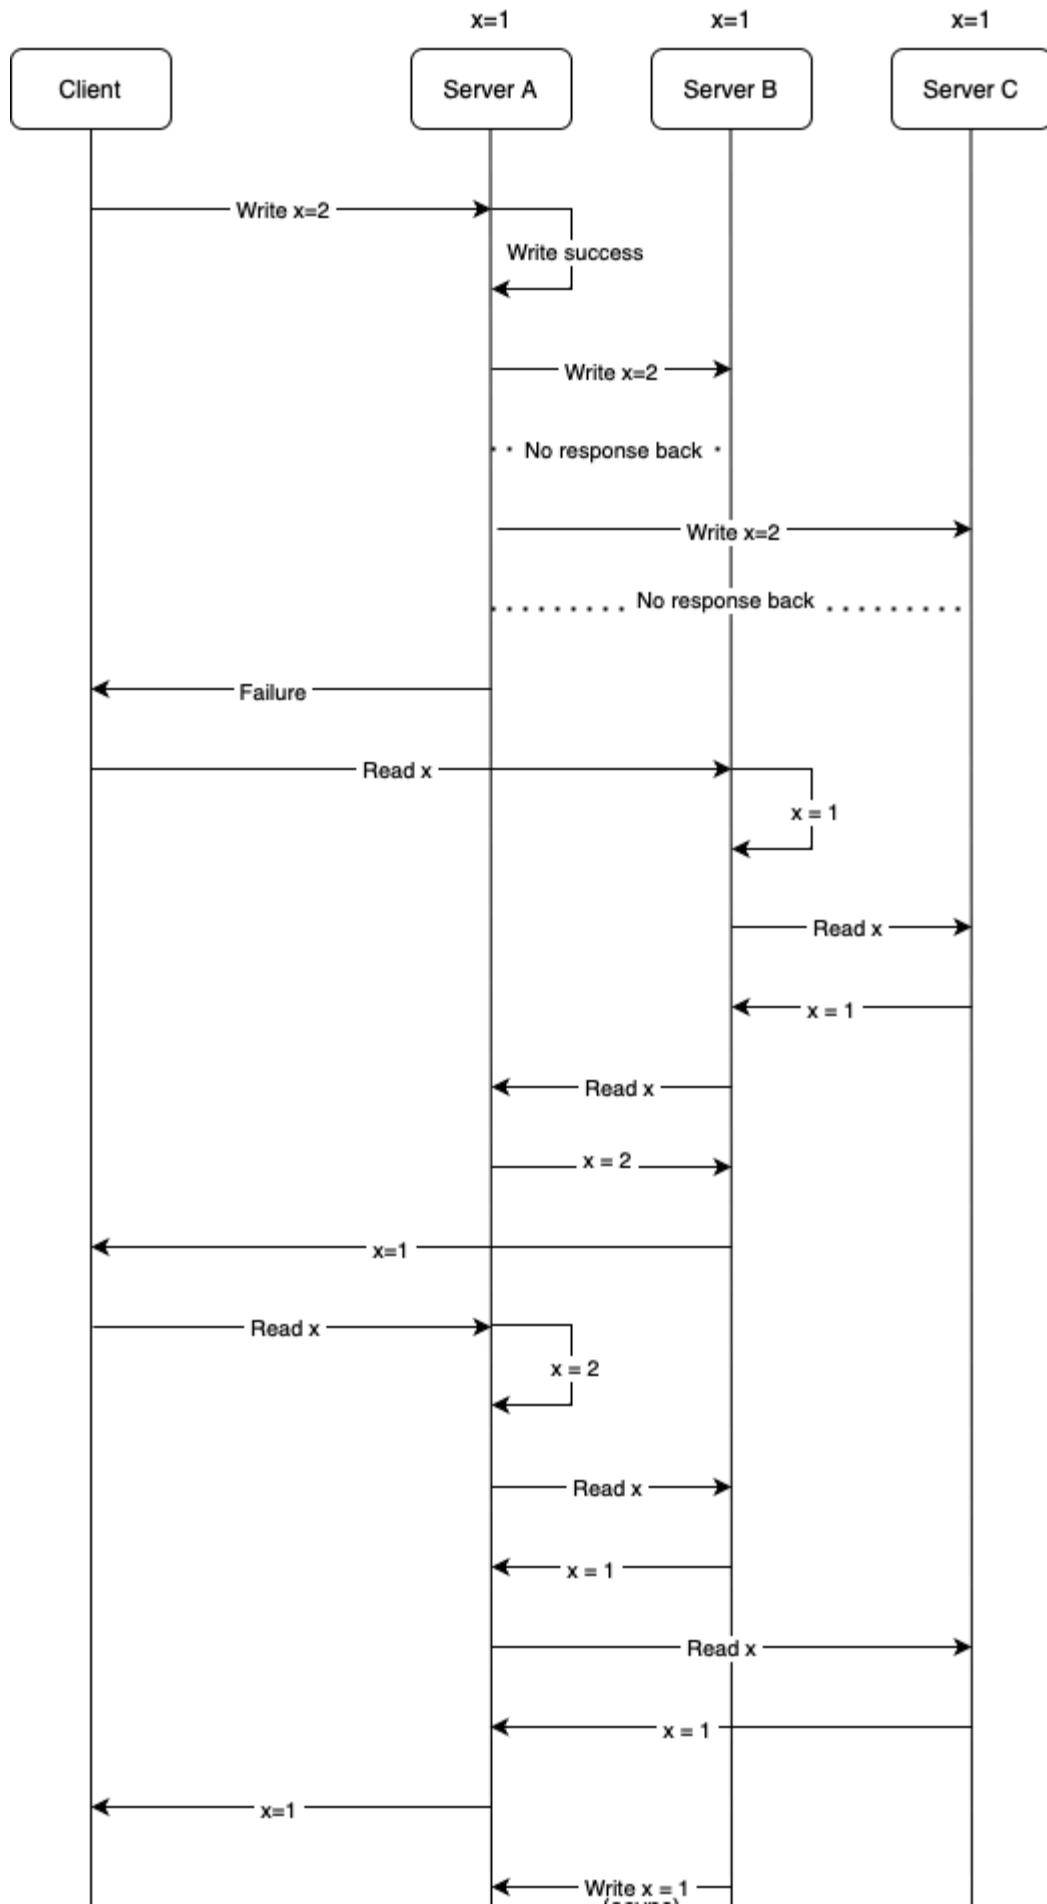 x=1
x=1
x=1
Client
Server A
Server B
Server C
Write x=2
Write success
Write x=2
No response back
Write x=2
No response back
Failure
Read x
x = 1
Read x
x = 1
Read x
x = 2
x=1
Read x
x = 2
Read x
x = 1
Read x
x = 1
x=1
Write x = 1